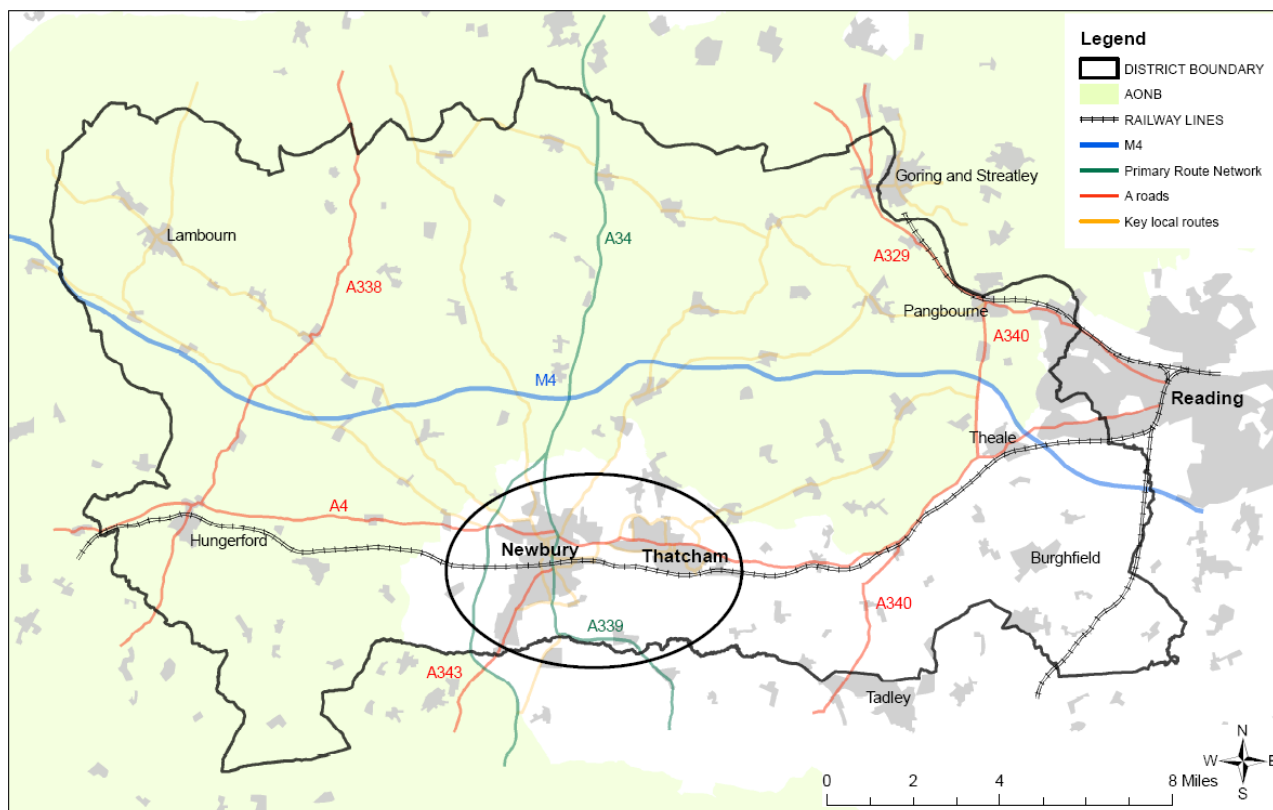 Legend
DISTRICT BOUNDARY
AONB
RAILWAY LINES
M4
Primary Route Network
A roads
Key local routes
Goring and Streatley
Lambourn
A34
A329
A338
Pangbourne
A340
M4
Reading
Theale
A4
Hungerford
Newbury
Thatcham
Burghfield
A340
A339
A343
Tadley
N
W
E
S
0 2 4 8 Miles